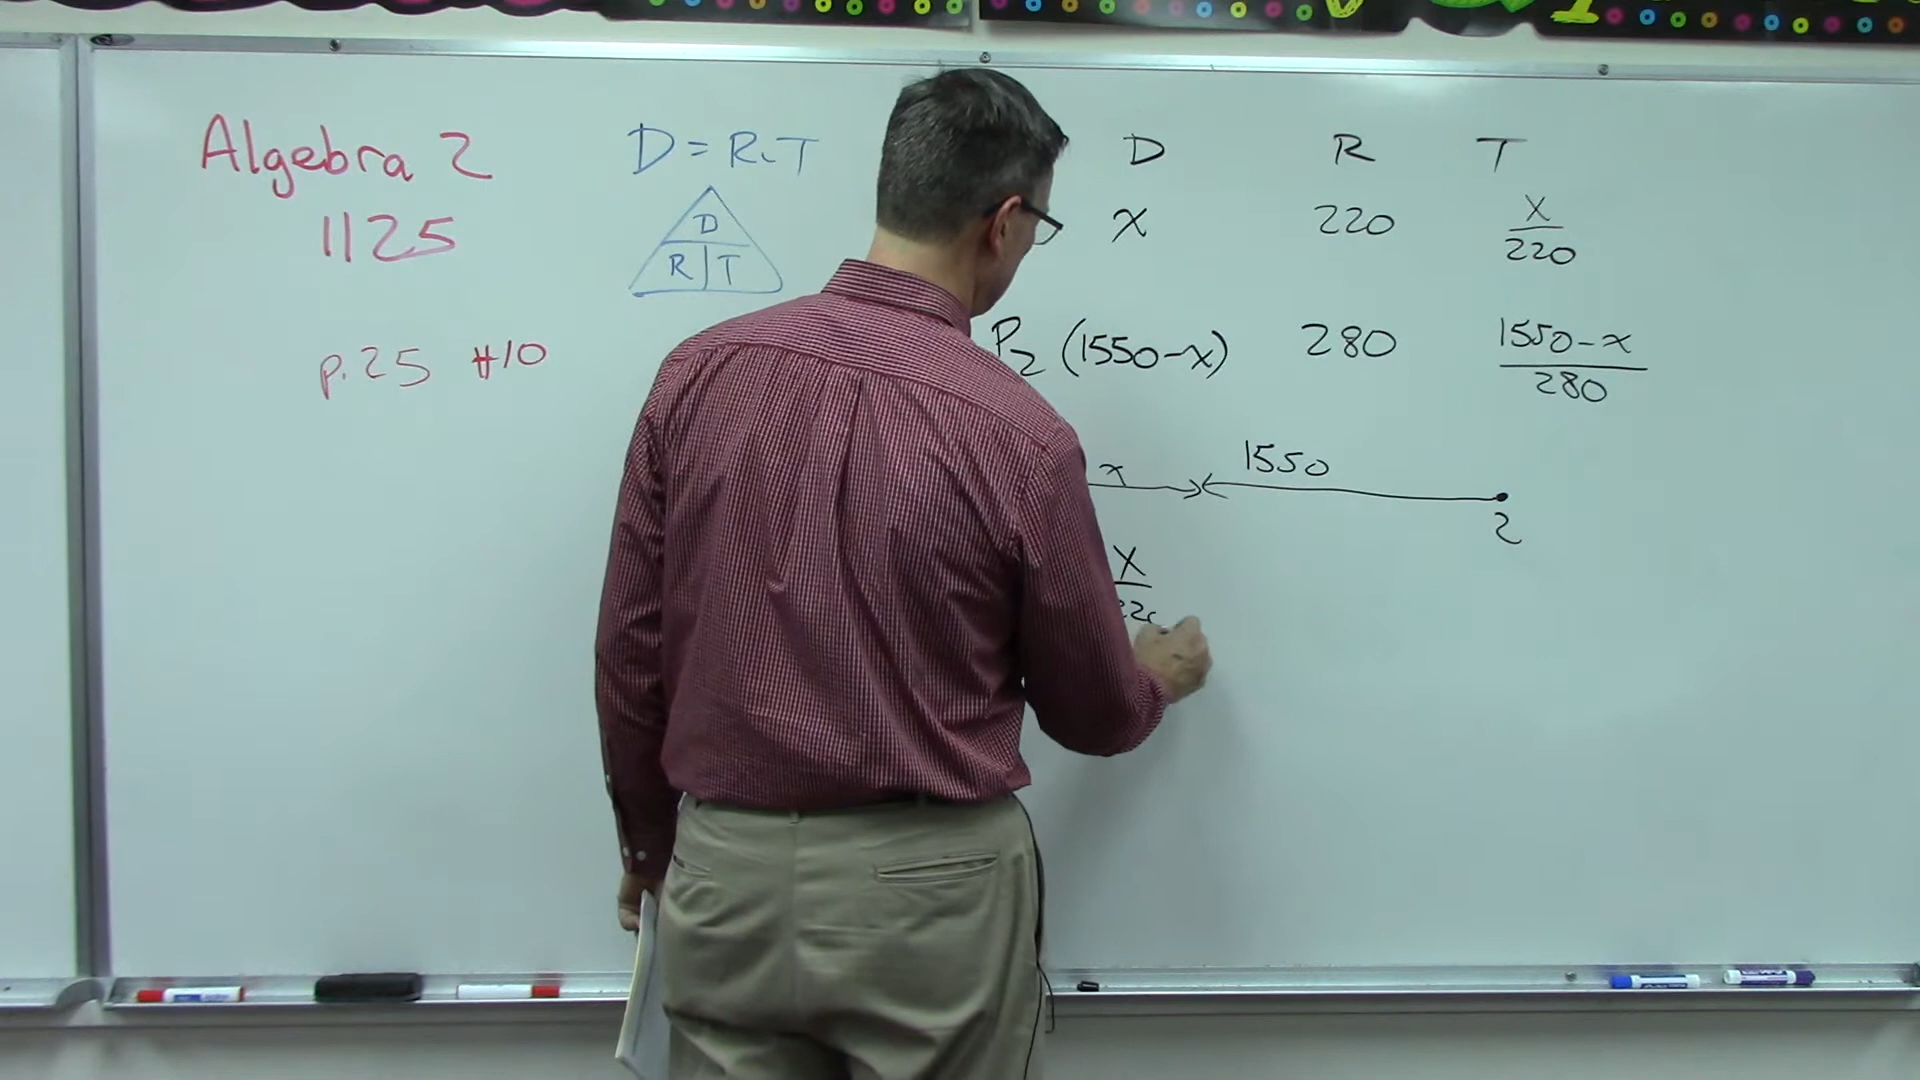 Algebra 2
1125
p.25 #10
D = R·T
D
R T
D R T
x 220 x/220
P2 (1550-x) 280 1550-x/280
x 1550
2
x